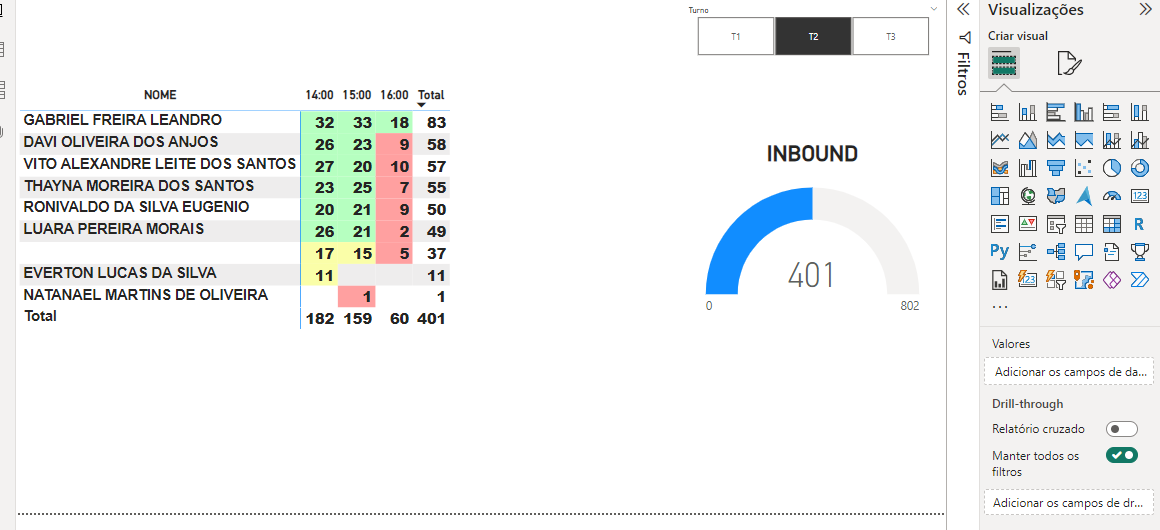 Turno
T1 T2 T3
NOME 14:00 15:00 16:00 Total
GABRIEL FREIRA LEANDRO 32 33 18 83
DAVI OLIVEIRA DOS ANJOS 26 23 9 58
VITO ALEXANDRE LEITE DOS SANTOS 27 20 10 57
THAYNA MOREIRA DOS SANTOS 23 25 7 55
RONIVALDO DA SILVA EUGENIO 20 21 9 50
LUARA PEREIRA MORAIS 26 21 2 49
17 15 5 37
EVERTON LUCAS DA SILVA 11 11
NATANAEL MARTINS DE OLIVEIRA 1 1
Total 182 159 60 401
INBOUND
401
0 802
Filtros
Visualizações
Criar visual
123
R
Py
123
...
Valores
Adicionar os campos de da...
Drill-through
Relatório cruzado
Manter todos os
filtros
Adicionar os campos de dr...